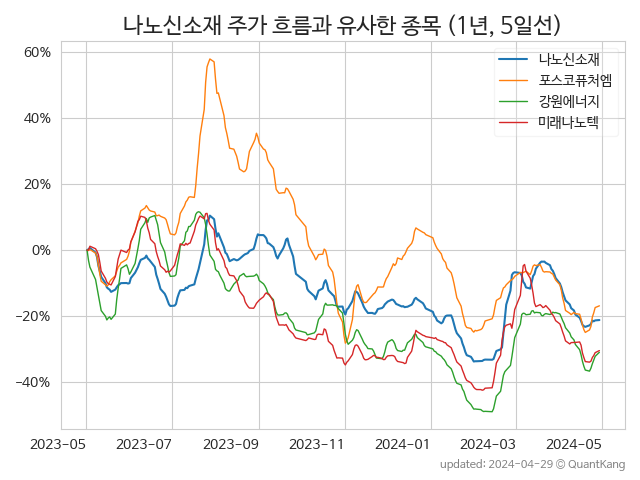 나노신소재 주가 흐름과 유사한 종목 (1년, 5일선)
나노신소재
포스코퓨처엠
강원에너지
미래나노텍
60%
40%
20%
0%
−20%
−40%
2023-05 2023-07 2023-09 2023-11 2024-01 2024-03 2024-05
updated: 2024-04-29 © QuantKang